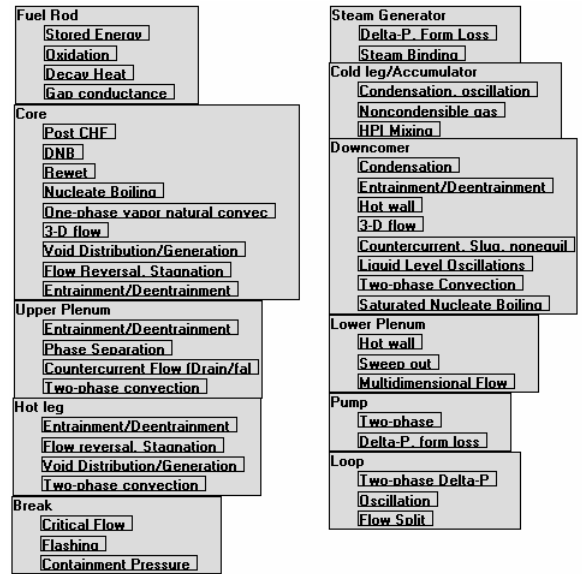 Fuel Rod
Stored Energy
Oxidation
Decay Heat
Gap conductance
Core
Post CHF
DNB
Rewet
Nucleate Boiling
One-phase vapor natural convec
3-D flow
Void Distribution/Generation
Flow Reversal, Stagnation
Entrainment/Deentrainment
Upper Plenum
Entrainment/Deentrainment
Phase Separation
Countercurrent Flow (Drain/fal
Two-phase convection
Hot leg
Entrainment/Deentrainment
Flow reversal, Stagnation
Void Distribution/Generation
Two-phase convection
Break
Critical Flow
Flashing
Containment Pressure
Steam Generator
Delta-P, Form Loss
Steam Binding
Cold leg/Accumulator
Condensation, oscillation
Noncondensible gas
HPI Mixing
Downcomer
Condensation
Entrainment/Deentrainment
Hot wall
3-D flow
Countercurrent, Slug, nonequil
Liquid Level Oscillations
Two-phase Convection
Saturated Nucleate Boiling
Lower Plenum
Hot wall
Sweep out
Multidimensional Flow
Pump
Two-phase
Delta-P, form loss
Loop
Two-phase Delta-P
Oscillation
Flow Split